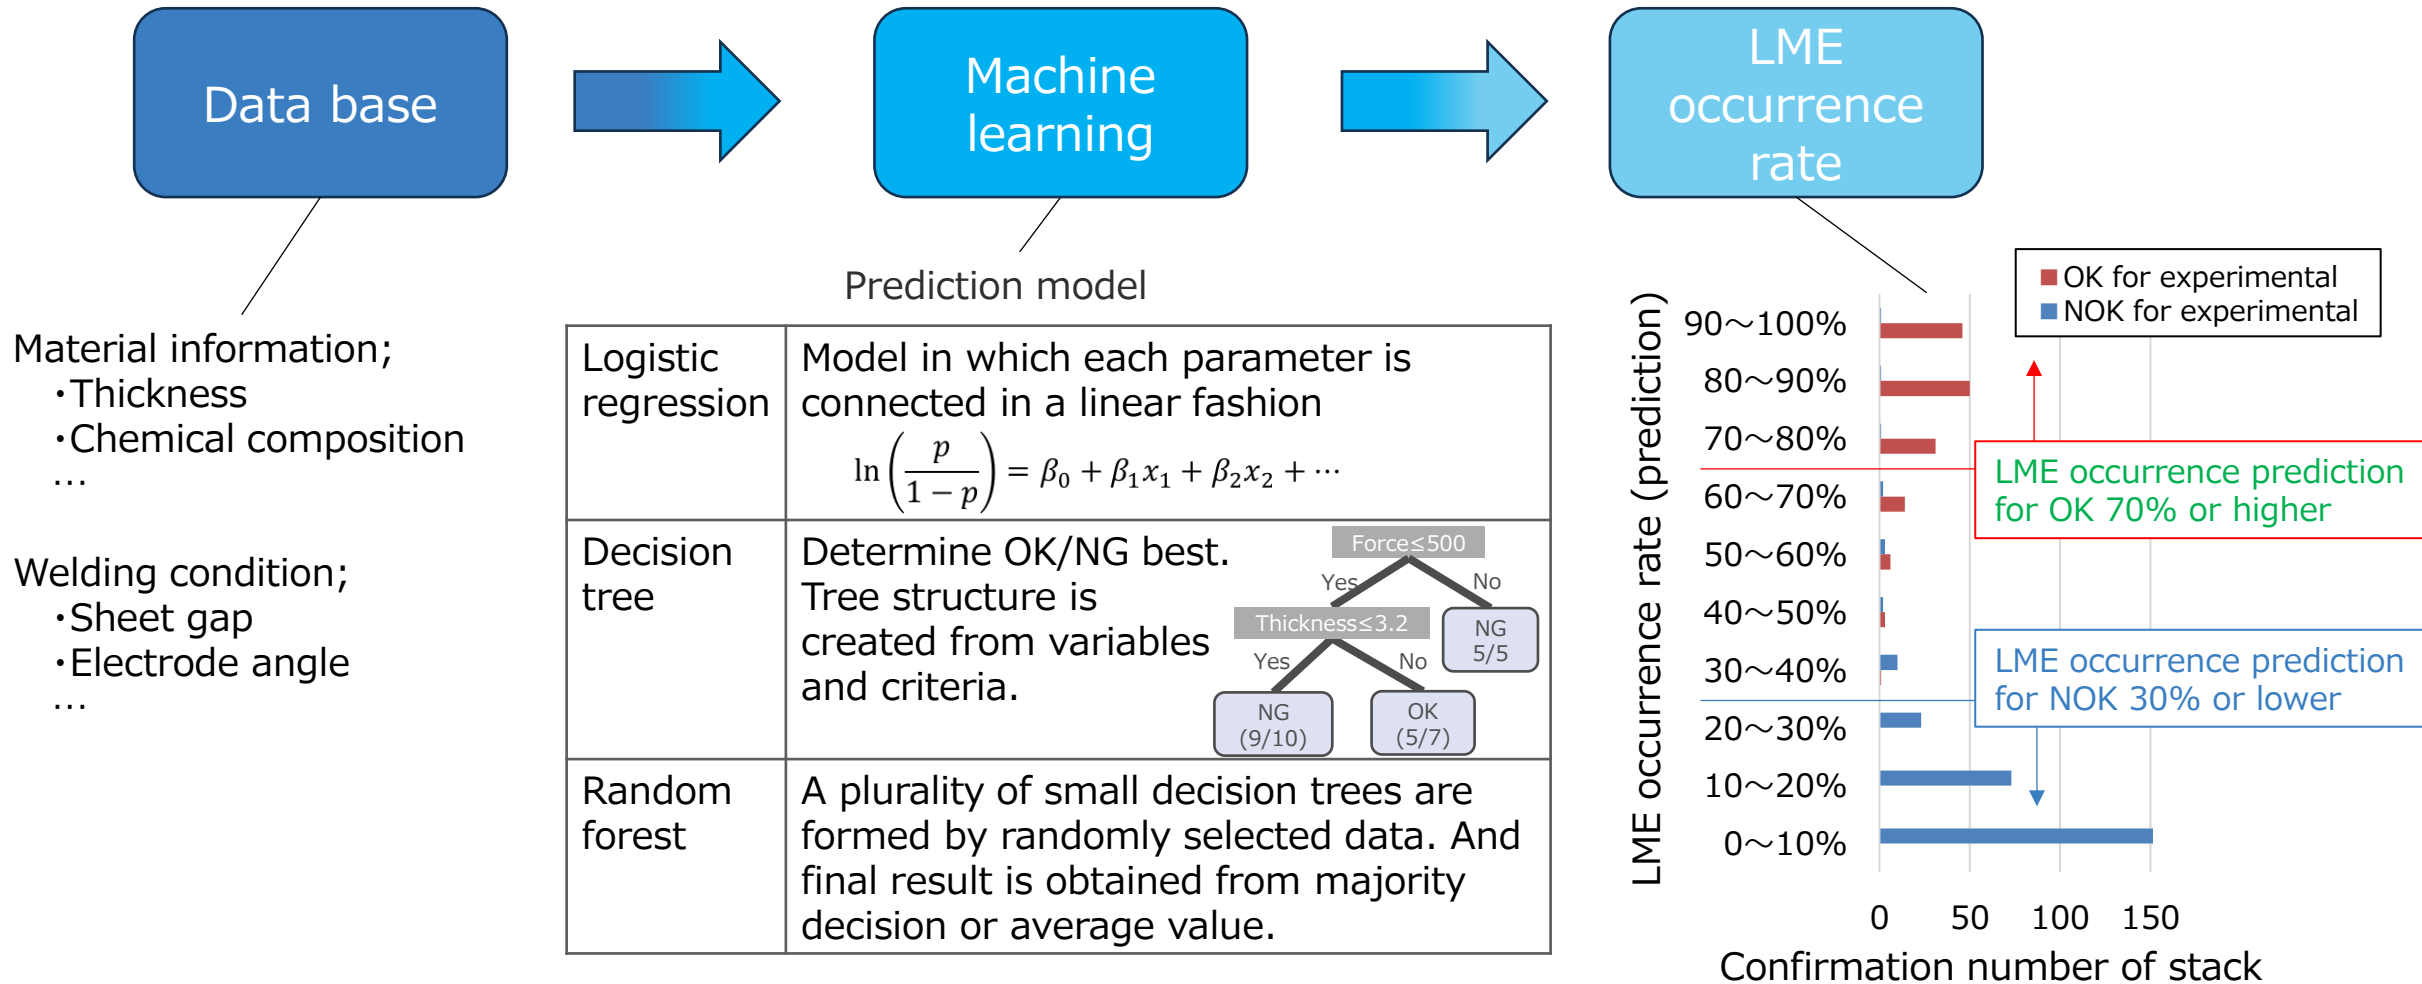 Data base
Machine
learning
LME
occurrence
rate
Material information;
・Thickness
・Chemical composition
…
Welding condition;
・Sheet gap
・Electrode angle
…
Prediction model
Logistic
regression
Model in which each parameter is
connected in a linear fashion
ln(p/(1 − p)) = β₀ + β₁x₁ + β₂x₂ + ⋯
Decision
tree
Determine OK/NG best.
Tree structure is
created from variables
and criteria.
Force≤500
Yes
No
Thickness≤3.2
NG
5/5
Yes
No
NG
(9/10)
OK
(5/7)
Random
forest
A plurality of small decision trees are
formed by randomly selected data. And
final result is obtained from majority
decision or average value.
OK for experimental
NOK for experimental
LME occurrence rate (prediction)
90～100%
80～90%
70～80%
60～70%
50～60%
40～50%
30～40%
20～30%
10～20%
0～10%
LME occurrence prediction
for OK 70% or higher
LME occurrence prediction
for NOK 30% or lower
0 50 100 150
Confirmation number of stack